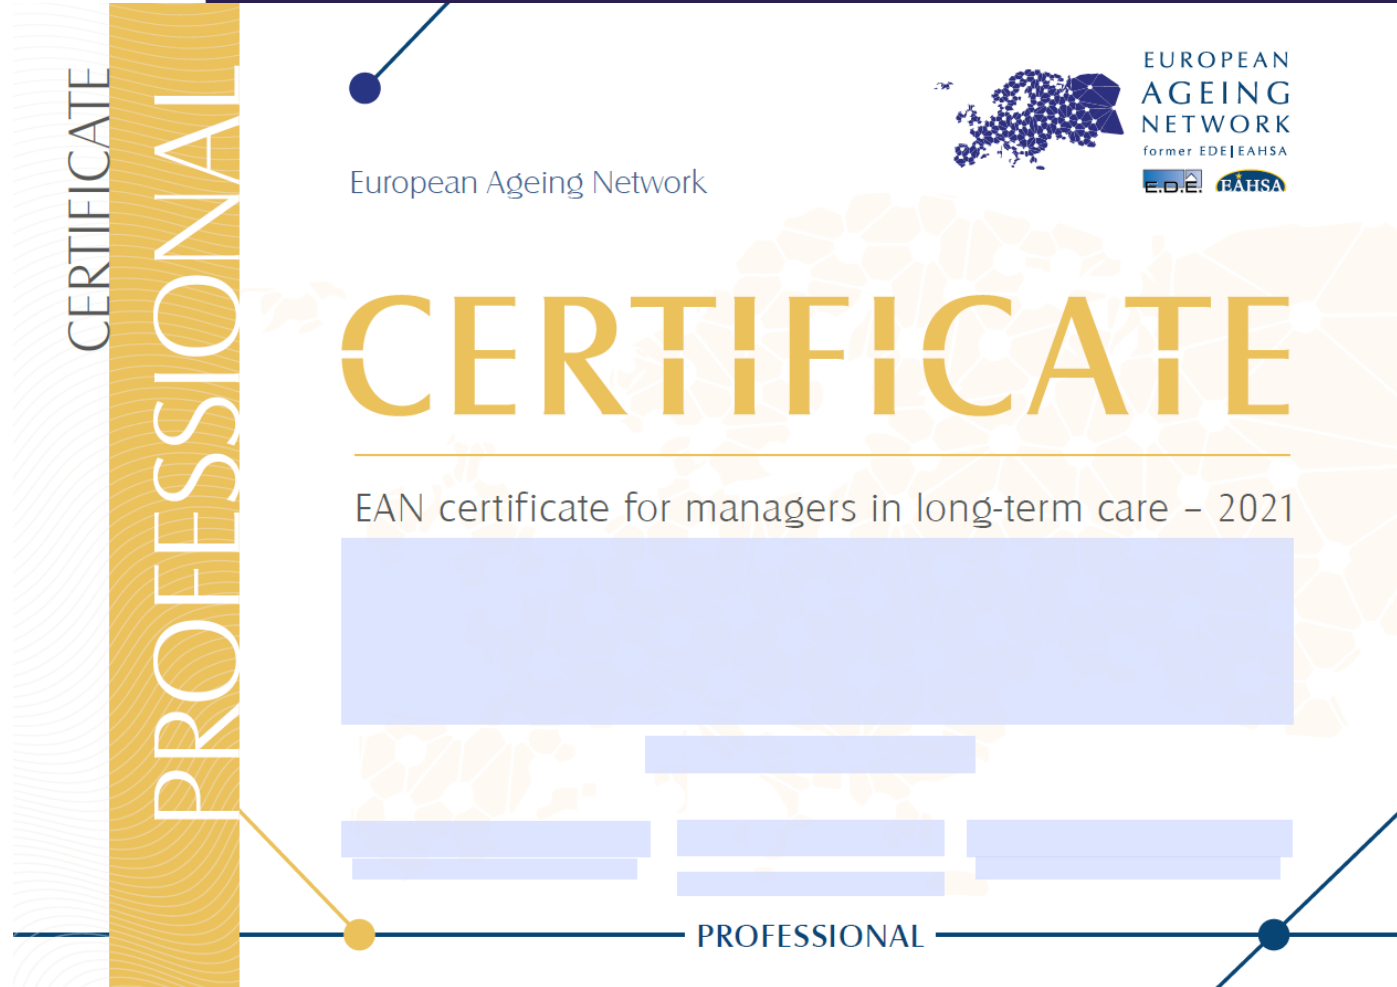 CERTIFICATE
PROFESSIONAL
European Ageing Network
EUROPEAN
AGEING
NETWORK
former EDE|EAHSA
E.D.E.
EAHSA
CERTIFICATE
EAN certificate for managers in long-term care – 2021
PROFESSIONAL